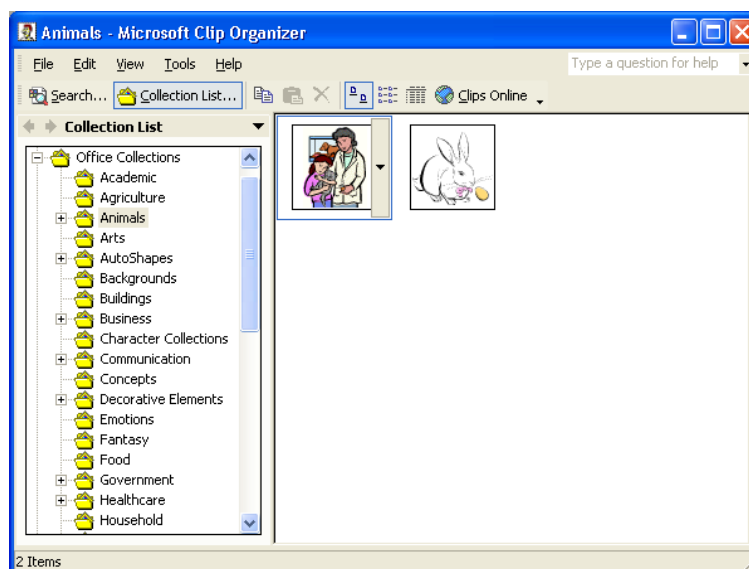 Animals - Microsoft Clip Organizer
File Edit View Tools Help Type a question for help
Search... Collection List... Clips Online
Collection List
Office Collections
Academic
Agriculture
Animals
Arts
AutoShapes
Backgrounds
Buildings
Business
Character Collections
Communication
Concepts
Decorative Elements
Emotions
Fantasy
Food
Government
Healthcare
Household
2 Items